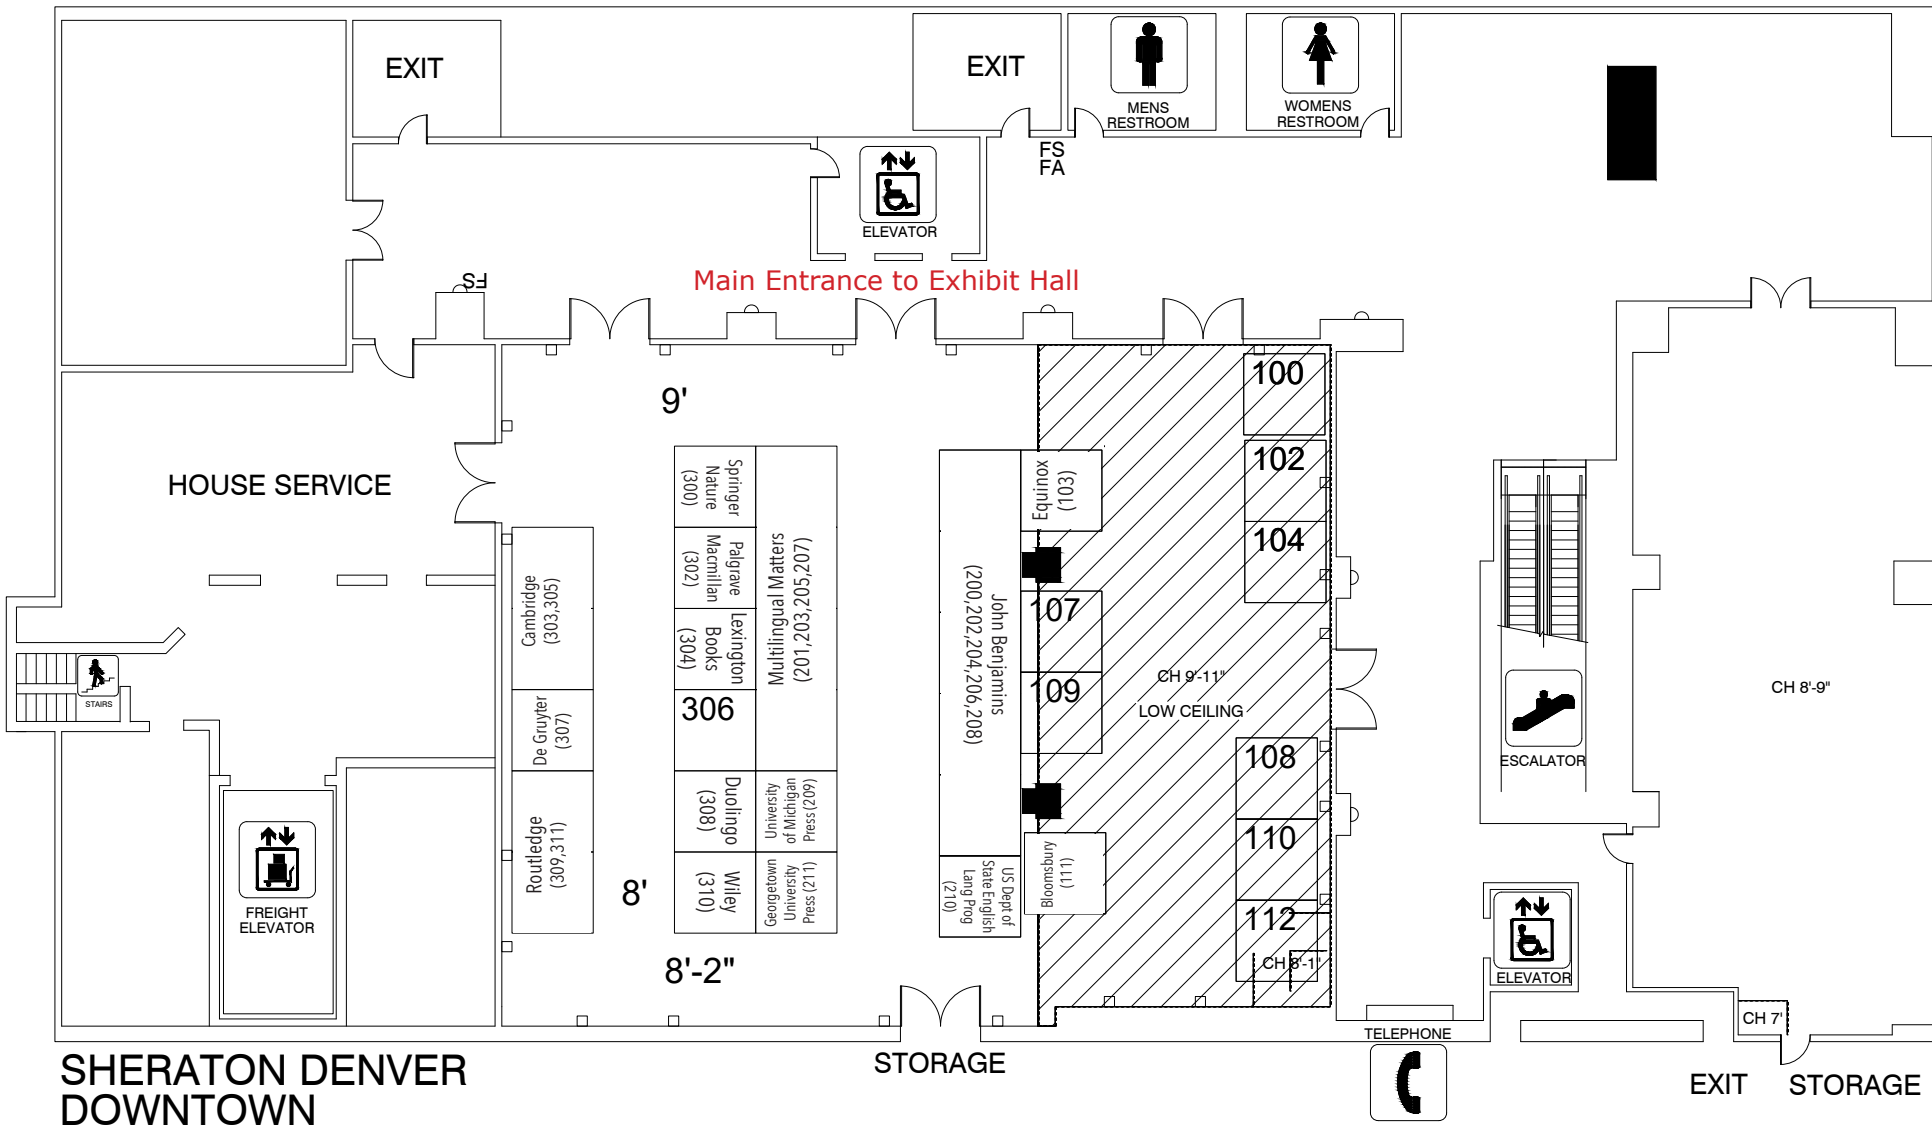 EXIT
EXIT
MENS
RESTROOM
WOMENS
RESTROOM
FS
FA
ELEVATOR
FS
Main Entrance to Exhibit Hall
9'
100
102
104
HOUSE SERVICE
Springer
Nature
(300)
Palgrave
Macmillan
(302)
Lexington
Books
(304)
306
Duolingo
(308)
Wiley
(310)
Multilingual Matters
(201,203,205,207)
University
of Michigan
Press (209)
Georgetown
University
Press (211)
Cambridge
(303,305)
De Gruyter
(307)
Routledge
(309,311)
John Benjamins
(200,202,204,206,208)
US Dept of
State English
Lang Prog
(210)
Equinox
(103)
107
109
Bloomsbury
(111)
CH 9'-11"
LOW CEILING
108
110
112
CH 8'-1"
CH 8'-9"
STAIRS
ESCALATOR
FREIGHT
ELEVATOR
8'
8'-2"
ELEVATOR
CH 7'
TELEPHONE
STORAGE
EXIT
STORAGE
SHERATON DENVER
DOWNTOWN